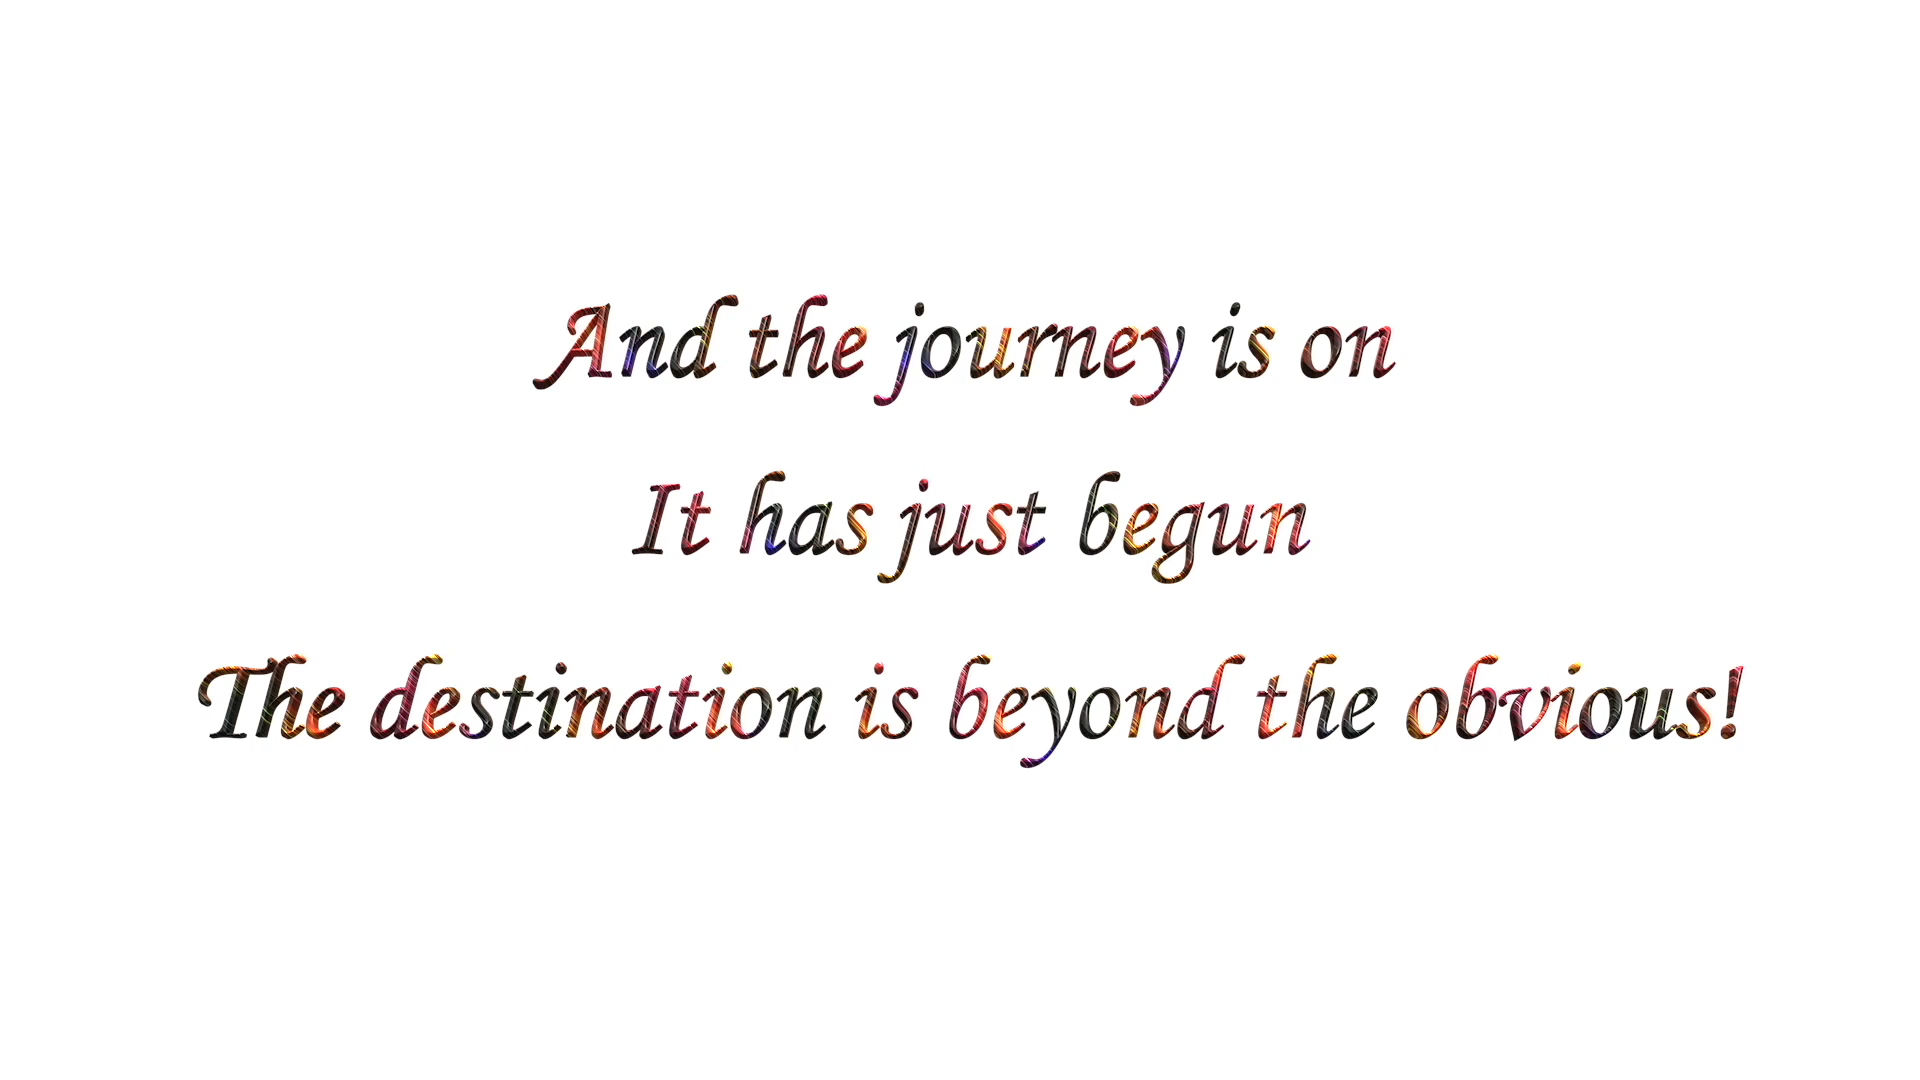 And the journey is on
It has just begun
The destination is beyond the obvious!